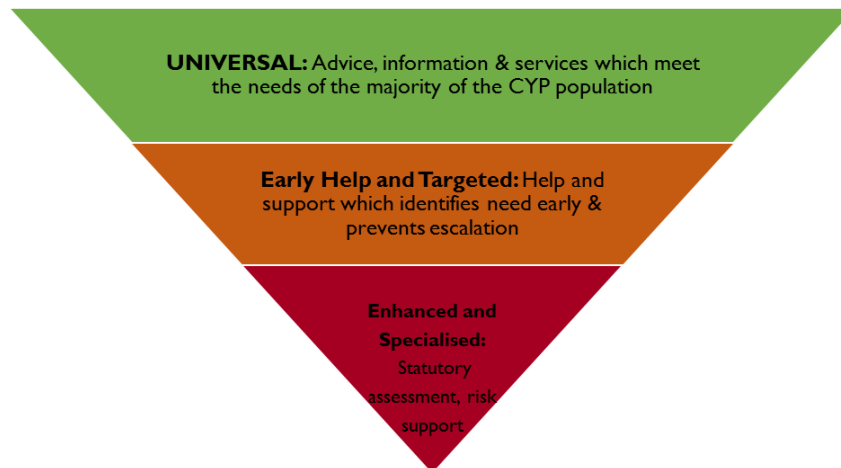 UNIVERSAL: Advice, information & services which meet
the needs of the majority of the CYP population
Early Help and Targeted: Help and
support which identifies need early &
prevents escalation
Enhanced and
Specialised:
Statutory
assessment, risk
support